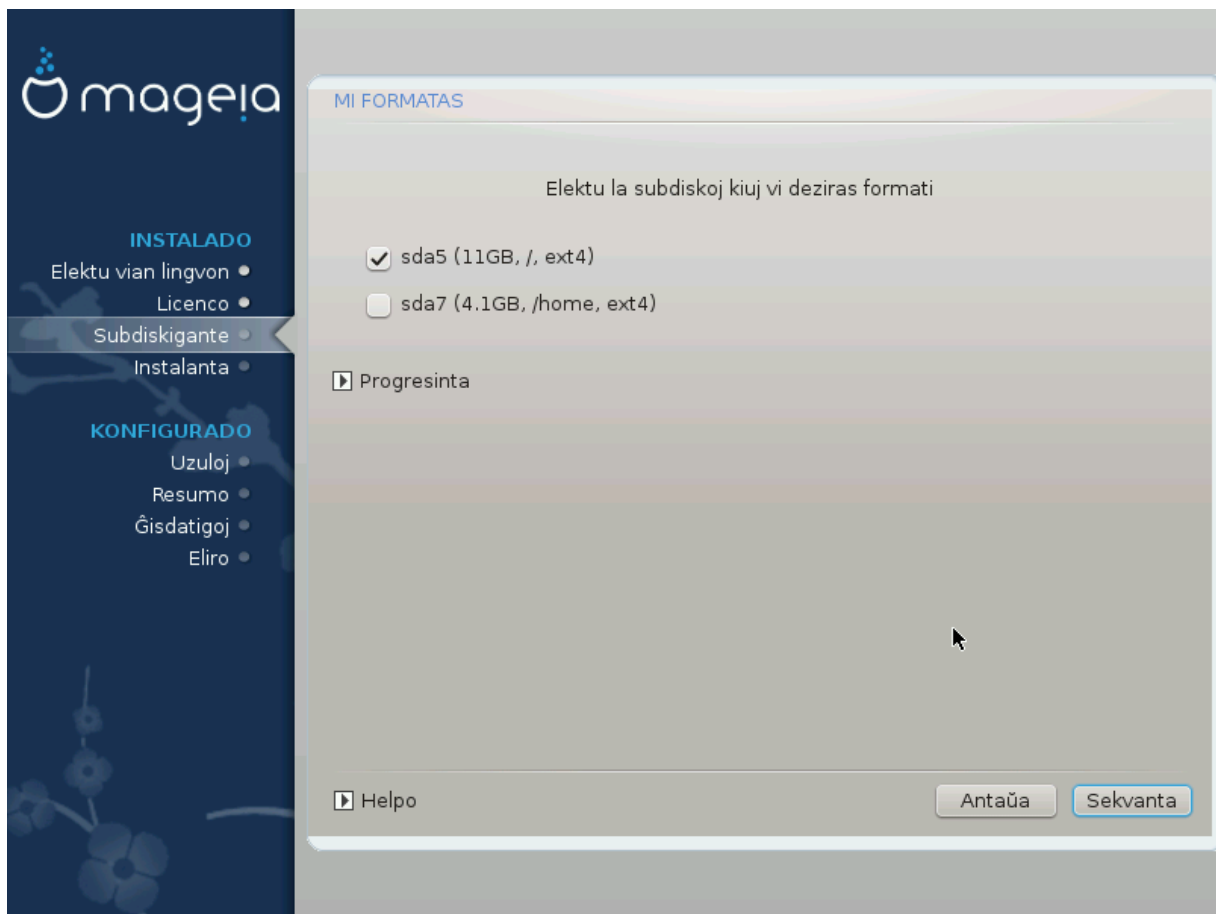 mageia
INSTALADO
Elektu vian lingvon
Licenco
Subdiskigante
Instalanta
KONFIGURADO
Uzuloj
Resumo
Ĝisdatigoj
Eliro
MI FORMATAS
Elektu la subdiskoj kiuj vi deziras formati
sda5 (11GB, /, ext4)
sda7 (4.1GB, /home, ext4)
Progresinta
Helpo
Antaŭa
Sekvanta